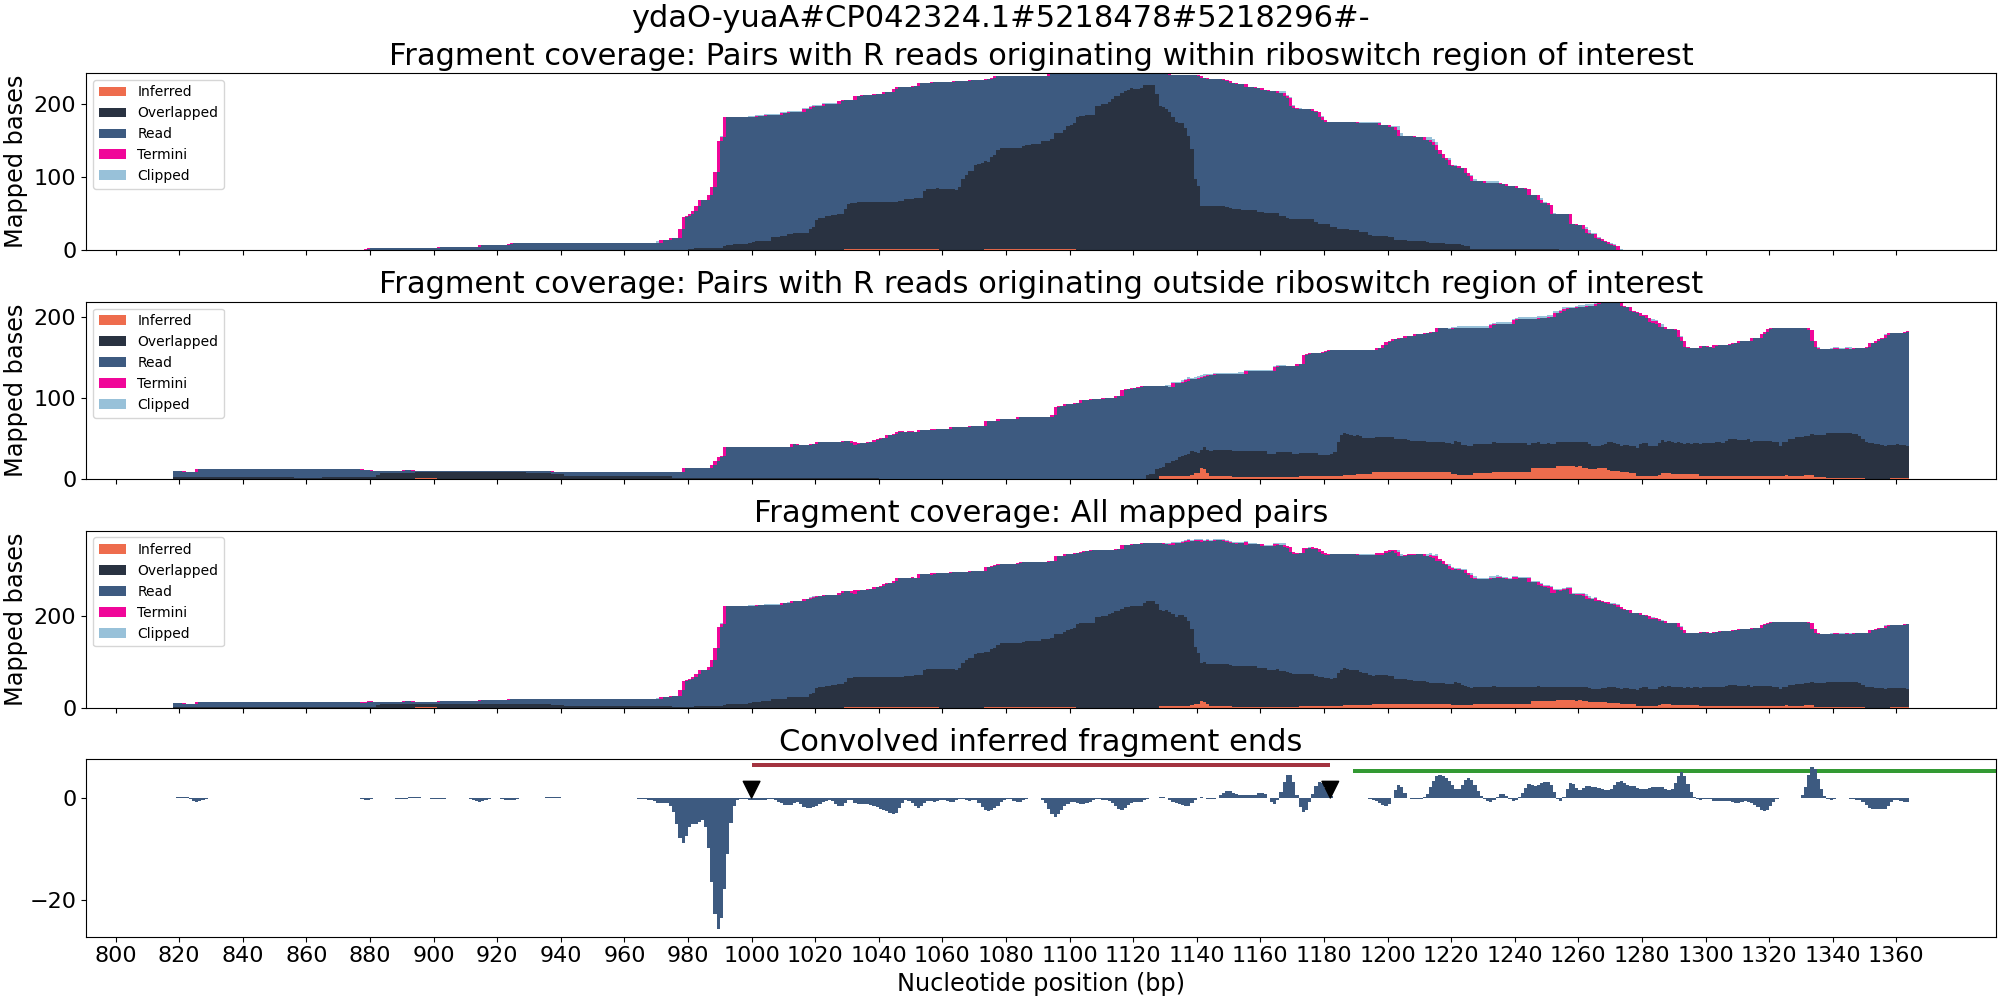 ydaO-yuaA#CP042324.1#5218478#5218296#-
Fragment coverage: Pairs with R reads originating within riboswitch region of interest
Mapped bases
200
100
0
Inferred
Overlapped
Read
Termini
Clipped
Fragment coverage: Pairs with R reads originating outside riboswitch region of interest
Mapped bases
200
100
0
Inferred
Overlapped
Read
Termini
Clipped
Fragment coverage: All mapped pairs
Mapped bases
200
0
Inferred
Overlapped
Read
Termini
Clipped
Convolved inferred fragment ends
0
−20
800 820 840 860 880 900 920 940 960 980 1000 1020 1040 1060 1080 1100 1120 1140 1160 1180 1200 1220 1240 1260 1280 1300 1320 1340 1360
Nucleotide position (bp)